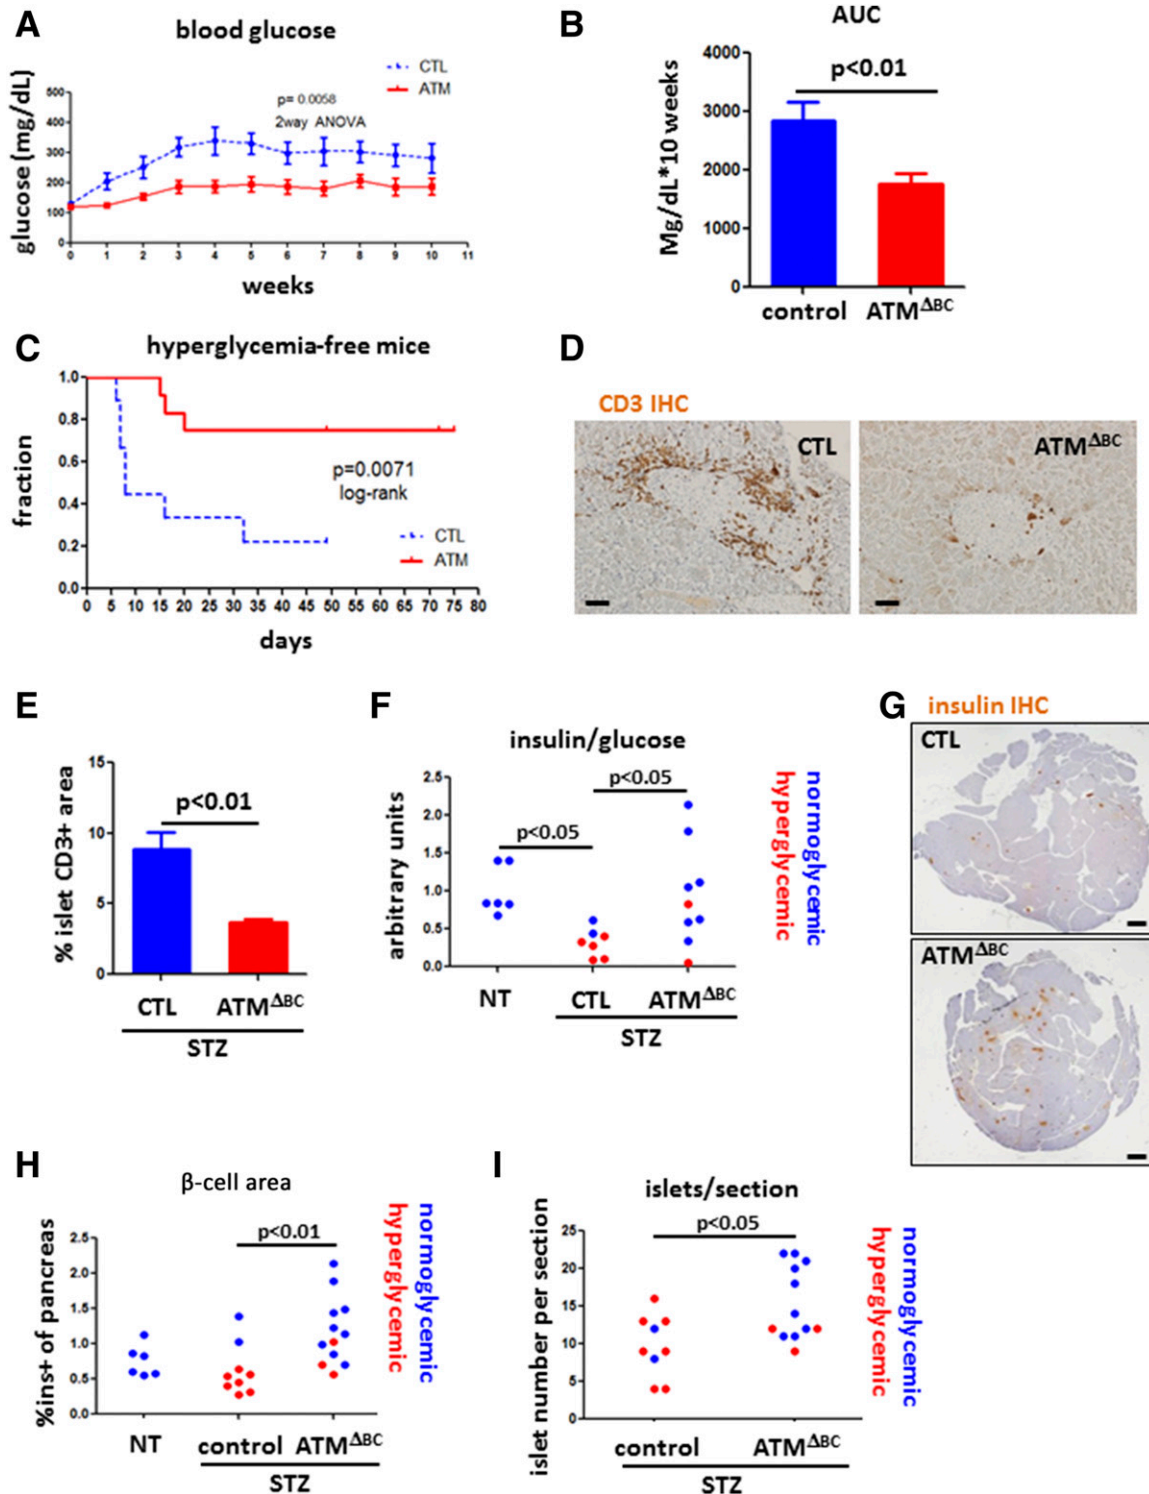 A
blood glucose
CTL
ATM
p= 0.0058
2way ANOVA
glucose (mg/dL)
500
400
300
200
100
0
0 1 2 3 4 5 6 7 8 9 10 11
weeks
B
AUC
p<0.01
Mg/dL*10 weeks
4000
3000
2000
1000
0
control ATMΔBC
C
hyperglycemia-free mice
1.0
0.8
0.6
0.4
0.2
0.0
fraction
p=0.0071
log-rank
CTL
ATM
0 5 10 15 20 25 30 35 40 45 50 55 60 65 70 75 80
days
D
CD3 IHC
CTL
ATMΔBC
E
% islet CD3+ area
15
10
5
0
p<0.01
CTL ATMΔBC
STZ
F
insulin/glucose
arbitrary units
2.5
2.0
1.5
1.0
0.5
0.0
p<0.05
p<0.05
NT CTL ATMΔBC
STZ
normoglycemic
hyperglycemic
G
insulin IHC
CTL
ATMΔBC
H
β-cell area
%ins+ of pancreas
2.5
2.0
1.5
1.0
0.5
0.0
p<0.01
NT control ATMΔBC
STZ
normoglycemic
hyperglycemic
I
islets/section
islet number per section
25
20
15
10
5
0
p<0.05
control ATMΔBC
STZ
normoglycemic
hyperglycemic